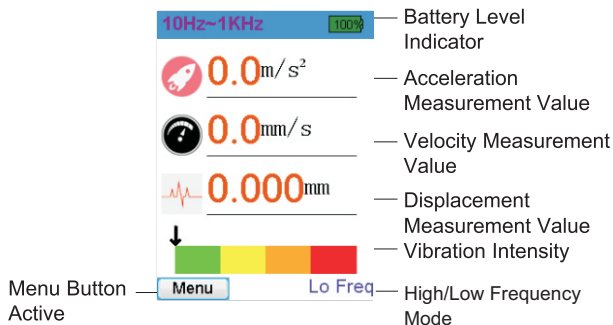 10Hz~1KHz
100%
Battery Level
Indicator
0.0m/s²
Acceleration
Measurement Value
0.0mm/s
Velocity Measurement
Value
0.000mm
Displacement
Measurement Value
Vibration Intensity
Menu Button
Active
Menu
Lo Freq
High/Low Frequency
Mode